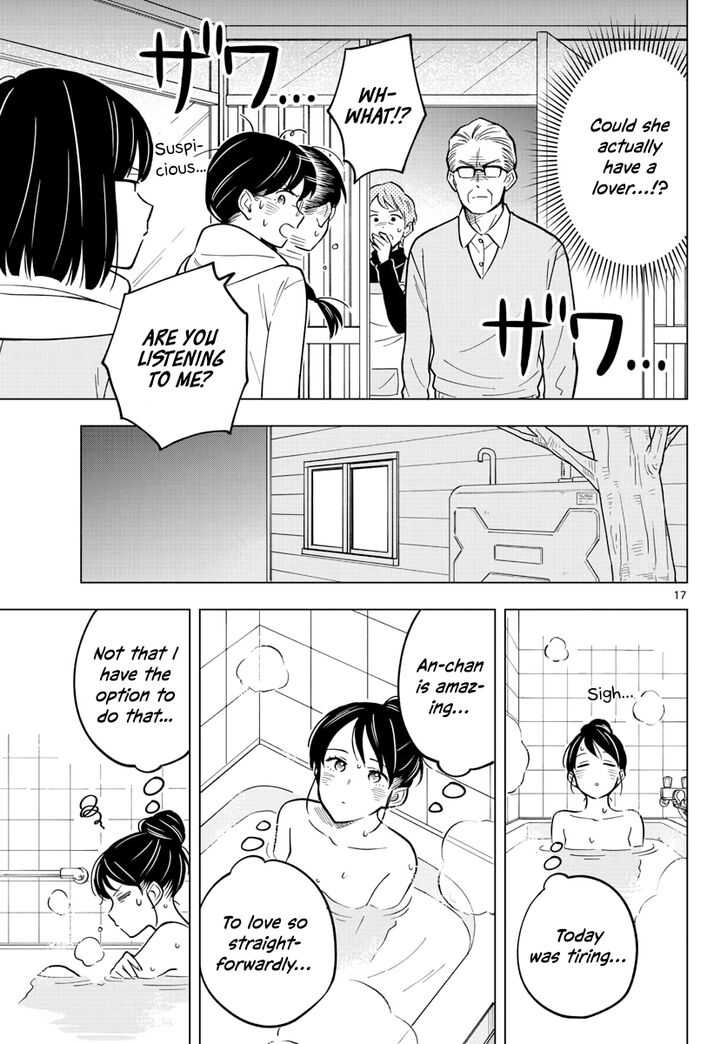 Could she
actually
have a
lover...!?
WH-
WHAT!?
ザワ...
Suspi-
cious...
ARE YOU
LISTENING
TO ME?
ザワ...
17
Sigh...
Today
was tiring...
An-chan
is amaz-
ing...
To love so
straight-
forwardly...
Not that I
have the
option to
do that...